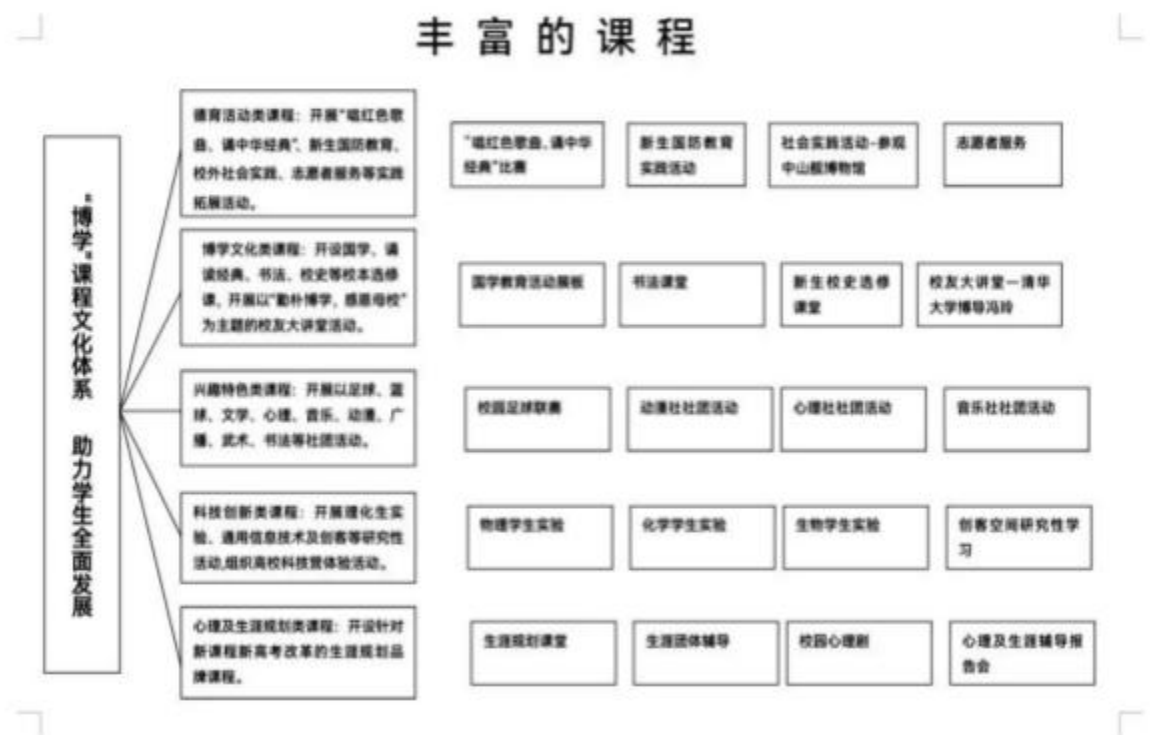 丰富的课程
“博学”课程文化体系 助力学生全面发展
德育活动类课程：开展“唱红色歌
曲、诵中华经典”、新生国防教育、
校外社会实践、志愿者服务等实践
拓展活动。
“唱红色歌曲、诵中华
经典”比赛
新生国防教育
实践活动
社会实践活动-参观
中山舰博物馆
志愿者服务
博学文化类课程：开设国学、诵
读经典、书法、校史等校本选修
课，开展以“勤朴博学，感恩母校”
为主题的校友大讲堂活动。
国学教育活动展板
书法课堂
新生校史选修
课堂
校友大讲堂—清华
大学博导冯玲
兴趣特色类课程：开展以足球、篮
球、文学、心理、音乐、动漫、广
播、武术、书法等社团活动。
校园足球联赛
动漫社社团活动
心理社社团活动
音乐社社团活动
科技创新类课程：开展理化生实
验、通用信息技术及创客等研究性
活动,组织高校科技营体验活动。
物理学生实验
化学学生实验
生物学生实验
创客空间研究性学
习
心理及生涯规划类课程：开设针对
新课程新高考改革的生涯规划品
牌课程。
生涯规划课堂
生涯团体辅导
校园心理剧
心理及生涯辅导报
告会